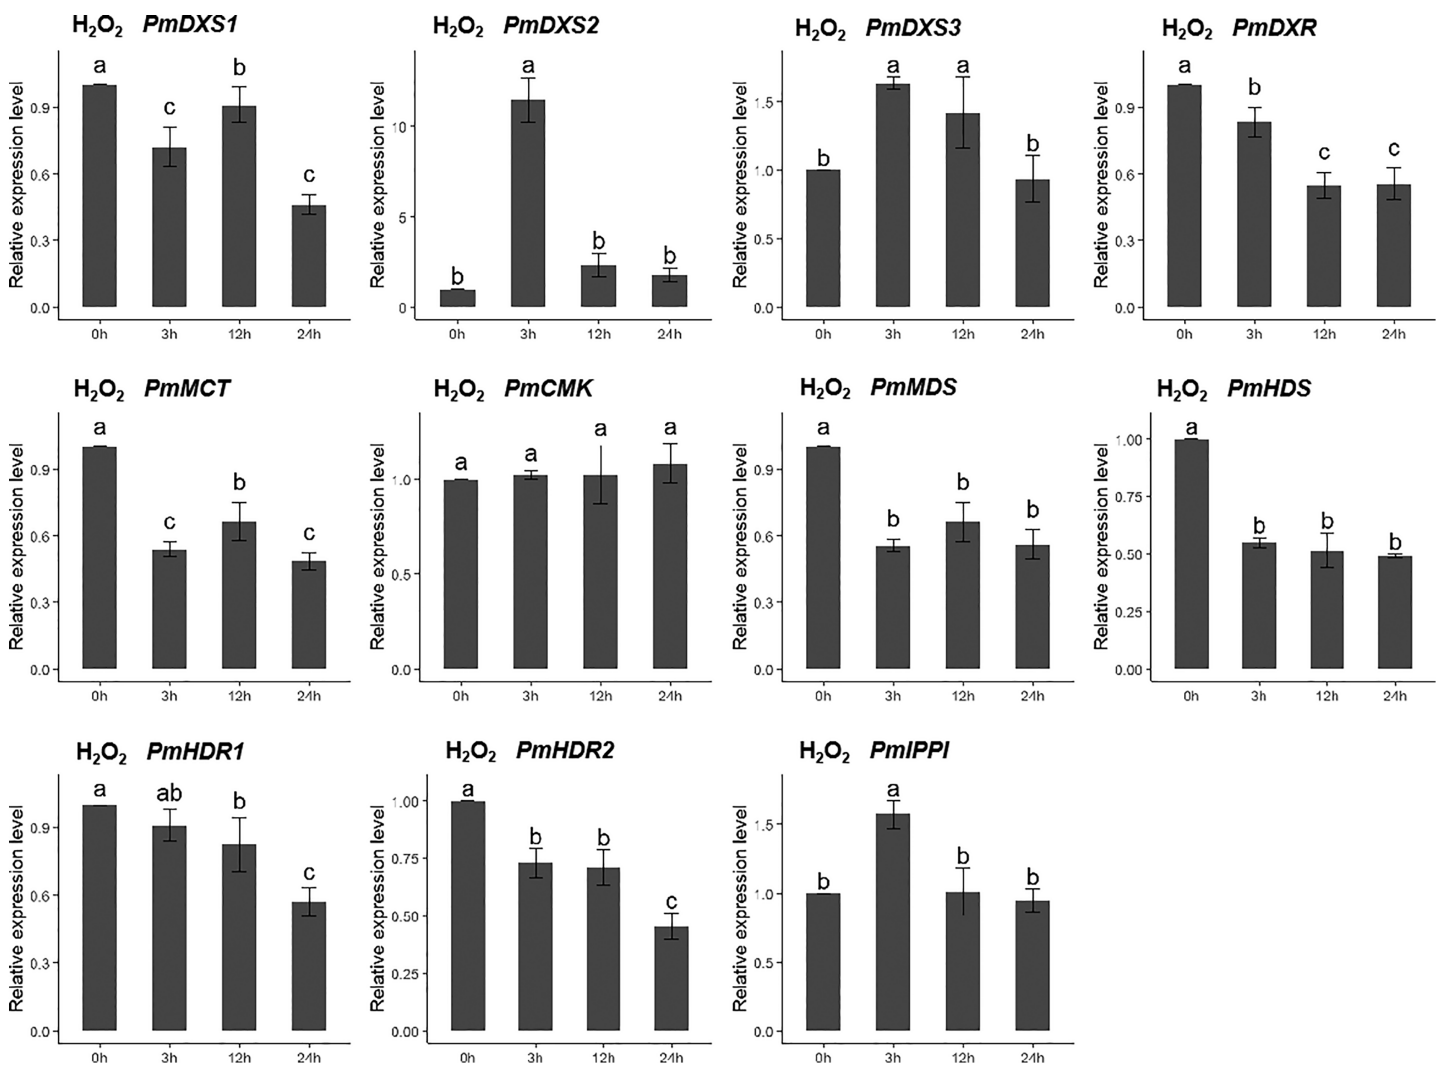 H₂O₂ PmDXS1
a
b
c
c
Relative expression level
0.9
0.6
0.3
0.0
0h 3h 12h 24h
H₂O₂ PmDXS2
a
b
b
b
Relative expression level
10
5
0
0h 3h 12h 24h
H₂O₂ PmDXS3
a a
b
b
Relative expression level
1.5
1.0
0.5
0.0
0h 3h 12h 24h
H₂O₂ PmDXR
a
b
c c
Relative expression level
0.9
0.6
0.3
0.0
0h 3h 12h 24h
H₂O₂ PmMCT
a
b
c
c
Relative expression level
0.9
0.6
0.3
0.0
0h 3h 12h 24h
H₂O₂ PmCMK
a a a a
Relative expression level
1.0
0.5
0.0
0h 3h 12h 24h
H₂O₂ PmMDS
a
b
b
b
Relative expression level
0.9
0.6
0.3
0.0
0h 3h 12h 24h
H₂O₂ PmHDS
a
b b
b
Relative expression level
1.00
0.75
0.50
0.25
0.00
0h 3h 12h 24h
H₂O₂ PmHDR1
a ab b
c
Relative expression level
0.9
0.6
0.3
0.0
0h 3h 12h 24h
H₂O₂ PmHDR2
a
b b
c
Relative expression level
1.00
0.75
0.50
0.25
0.00
0h 3h 12h 24h
H₂O₂ PmIPPI
a
b
b
b
Relative expression level
1.5
1.0
0.5
0.0
0h 3h 12h 24h